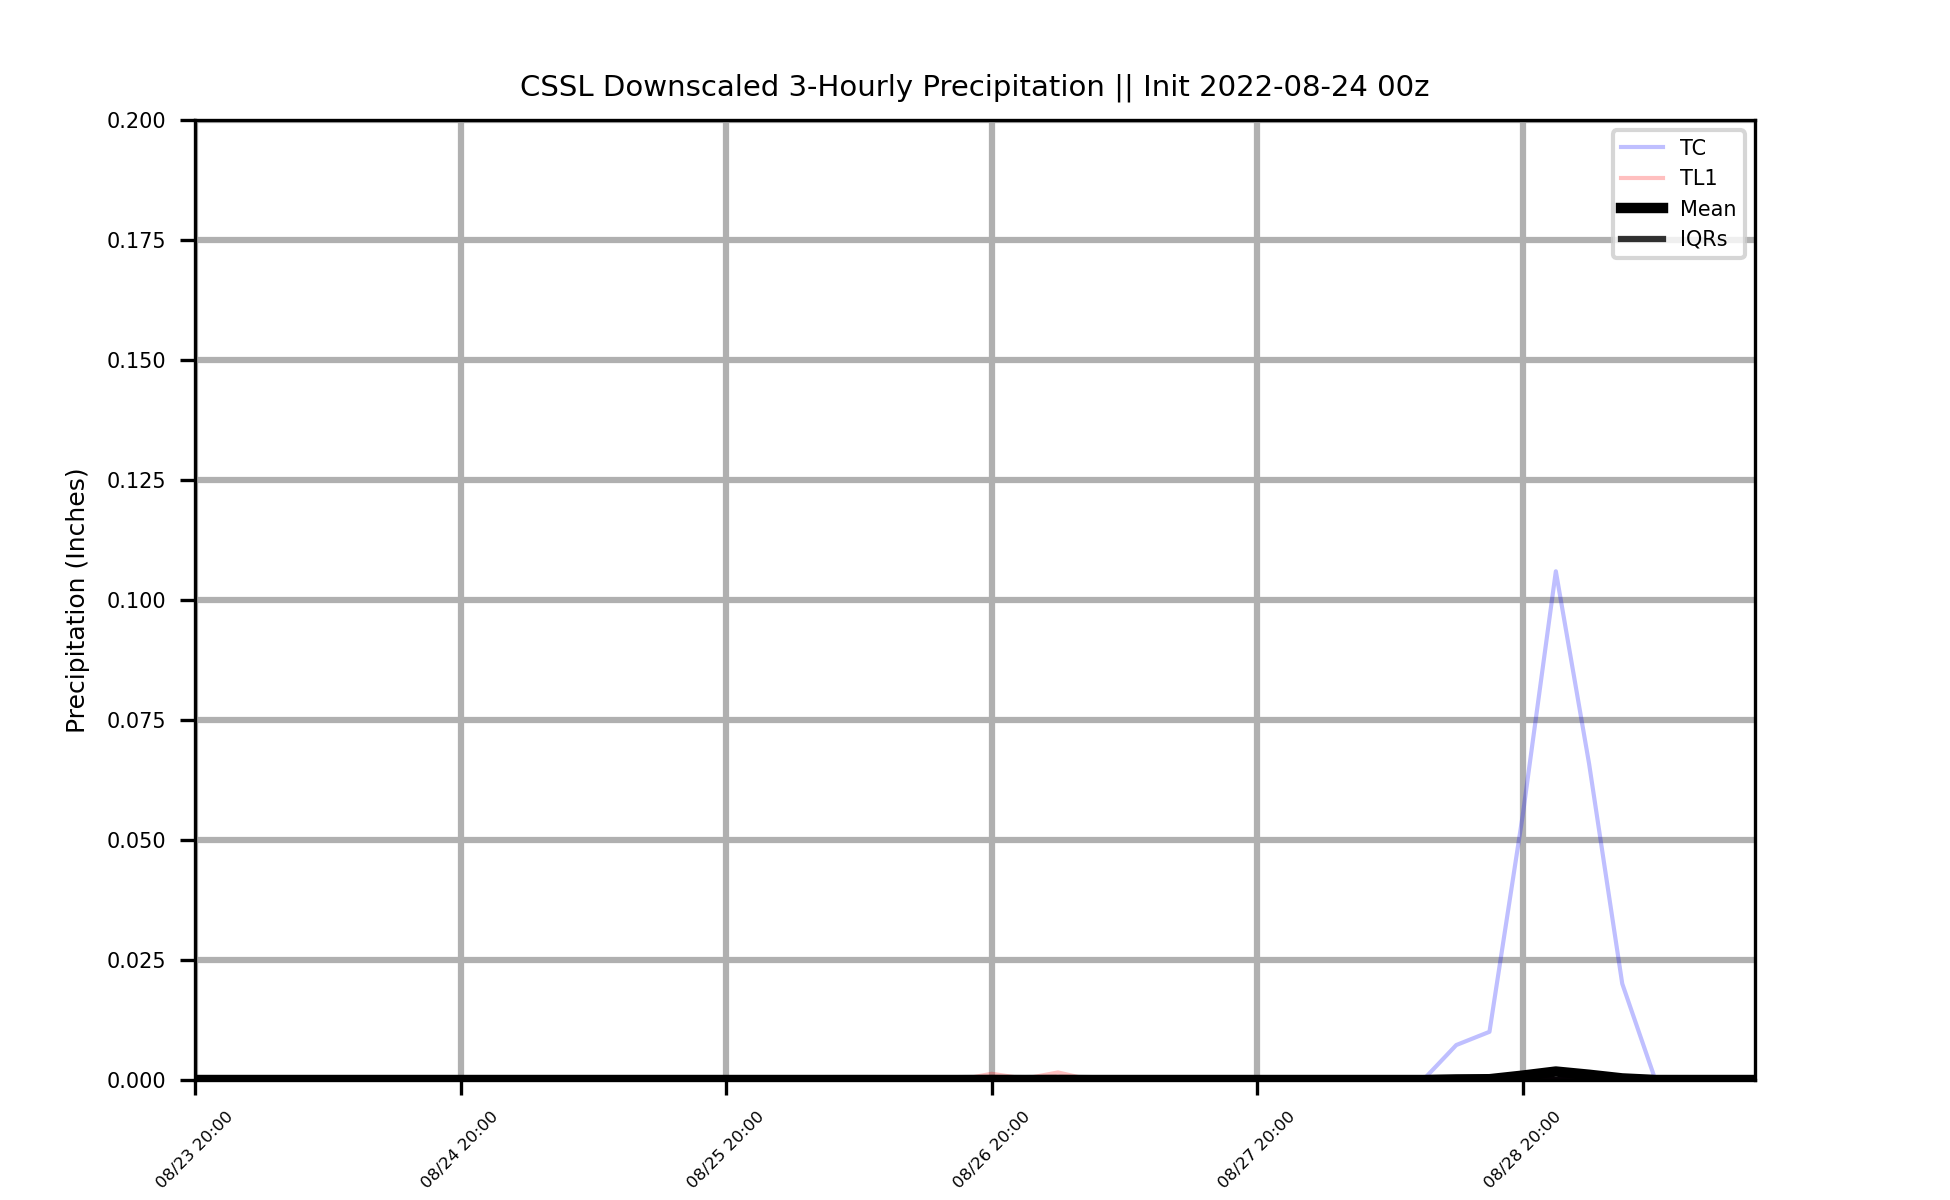 CSSL Downscaled 3-Hourly Precipitation || Init 2022-08-24 00z
TC
TL1
Mean
IQRs
Precipitation (Inches)
0.200
0.175
0.150
0.125
0.100
0.075
0.050
0.025
0.000
08/23 20:00
08/24 20:00
08/25 20:00
08/26 20:00
08/27 20:00
08/28 20:00